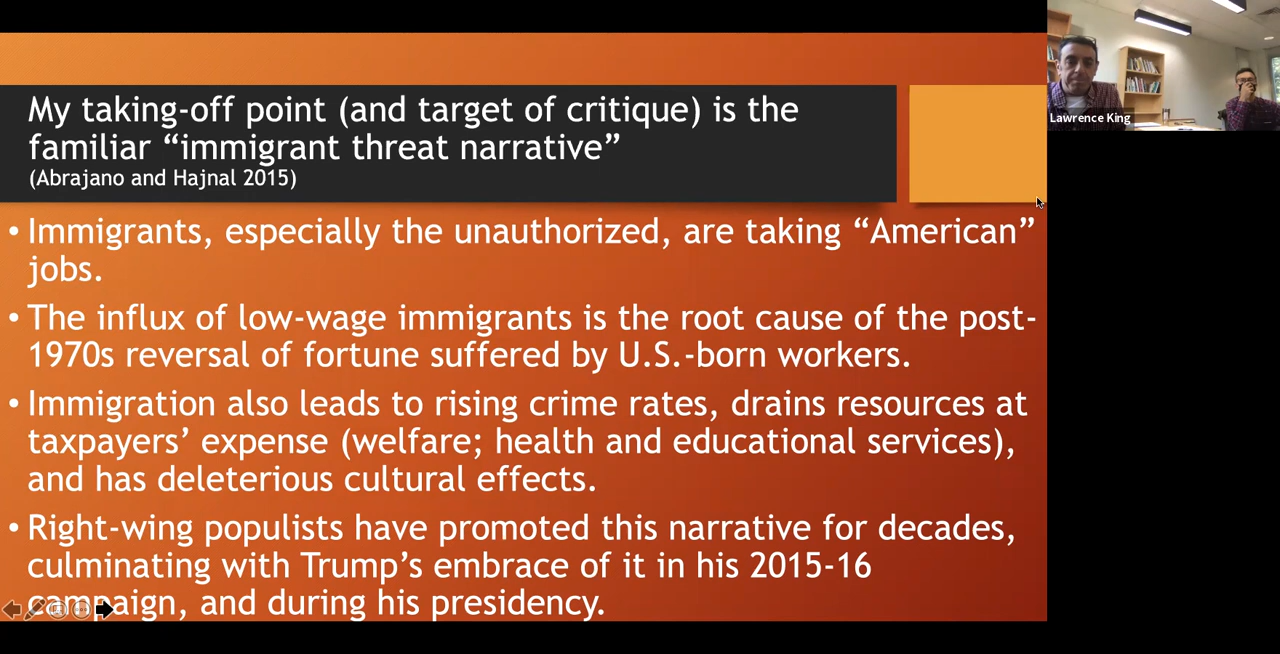 My taking-off point (and target of critique) is the
familiar “immigrant threat narrative”
(Abrajano and Hajnal 2015)
• Immigrants, especially the unauthorized, are taking “American”
jobs.
• The influx of low-wage immigrants is the root cause of the post-
1970s reversal of fortune suffered by U.S.-born workers.
• Immigration also leads to rising crime rates, drains resources at
taxpayers’ expense (welfare; health and educational services),
and has deleterious cultural effects.
• Right-wing populists have promoted this narrative for decades,
culminating with Trump’s embrace of it in his 2015-16
campaign, and during his presidency.
Lawrence King